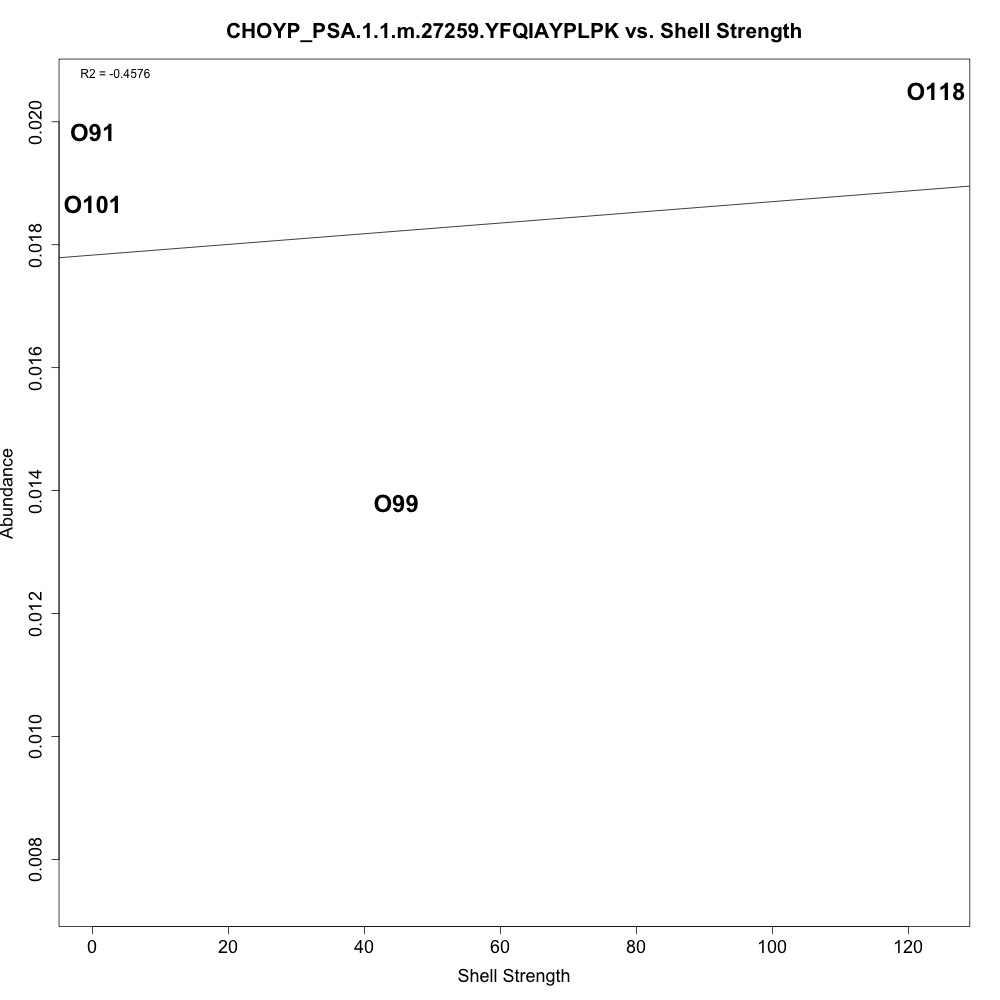 CHOYP_PSA.1.1.m.27259.YFQIAYPLPK vs. Shell Strength
R2 = -0.4576
O118
O91
O101
O99
0.020
0.018
0.016
0.014
0.012
0.010
0.008
Abundance
0 20 40 60 80 100 120
Shell Strength